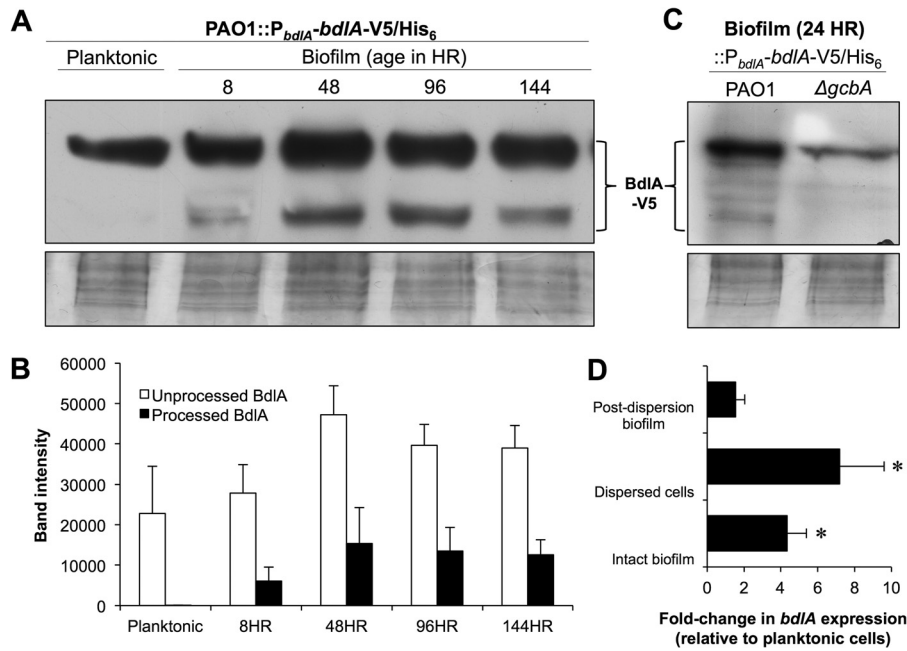 A
PAO1::PbdlA-bdlA-V5/His6
Planktonic
Biofilm (age in HR)
8 48 96 144
BdlA
-V5
C
Biofilm (24 HR)
::PbdlA-bdlA-V5/His6
PAO1 ΔgcbA
B
60000
50000
40000
30000
20000
10000
0
Band intensity
Unprocessed BdlA
Processed BdlA
Planktonic 8HR 48HR 96HR 144HR
D
Post-dispersion
biofilm
Dispersed cells
*
Intact biofilm
*
0 2 4 6 8 10
Fold-change in bdlA expression
(relative to planktonic cells)